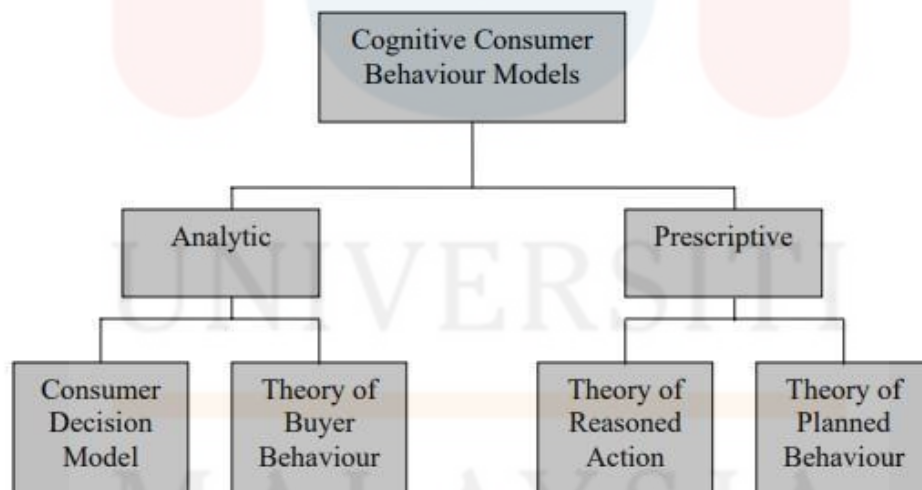 Cognitive Consumer
Behaviour Models
Analytic
Prescriptive
UNIVERSITI
Consumer
Decision
Model
Theory of
Buyer
Behaviour
Theory of
Reasoned
Action
Theory of
Planned
Behaviour
MALAYSIA